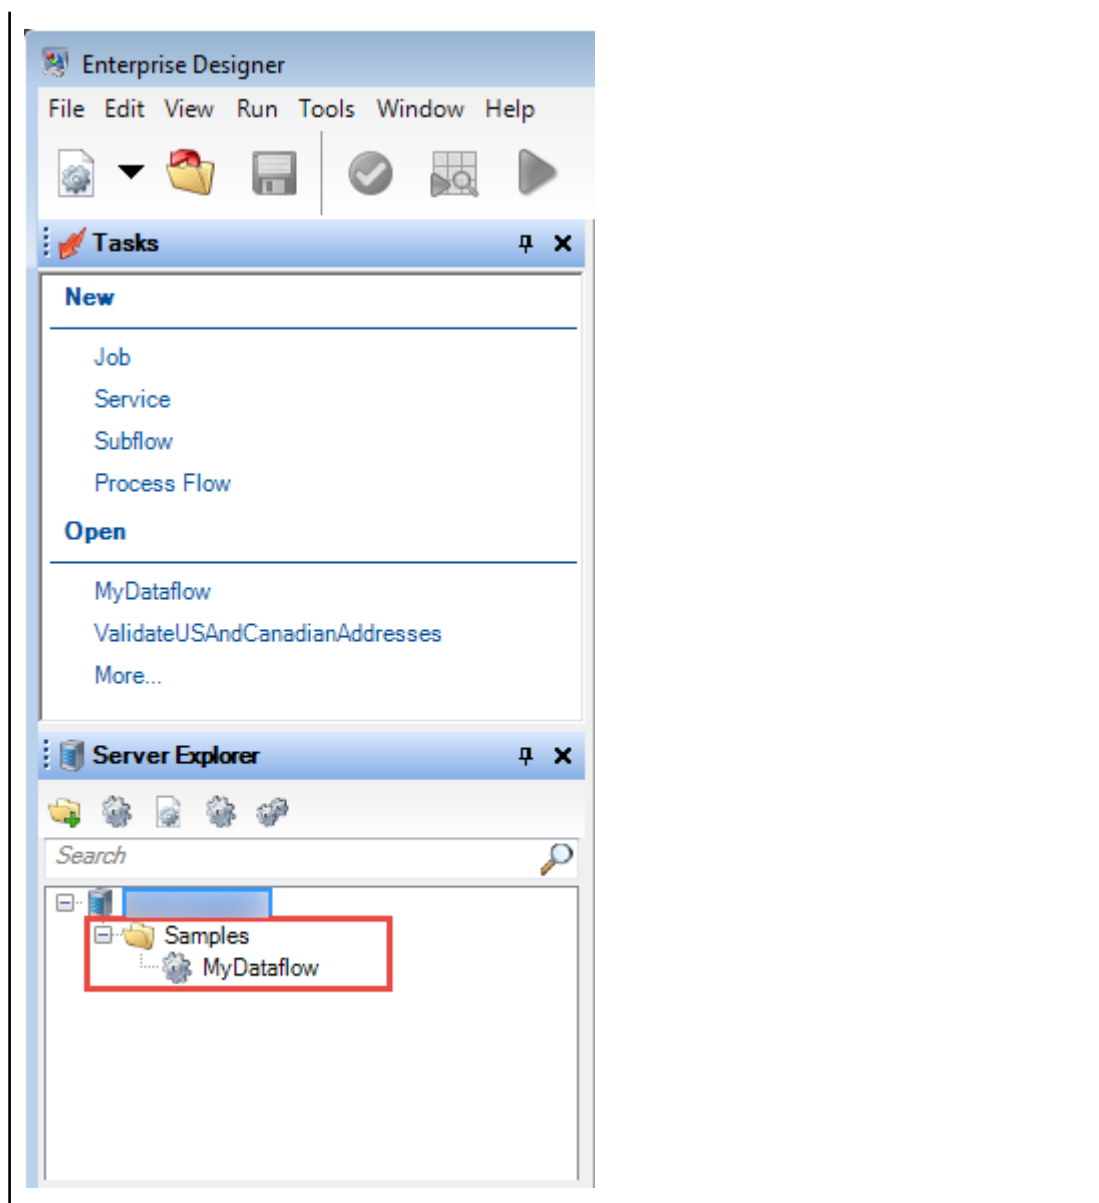 Enterprise Designer
File Edit View Run Tools Window Help
Tasks
New
Job
Service
Subflow
Process Flow
Open
MyDataflow
ValidateUSAndCanadianAddresses
More...
Server Explorer
Search
Samples
MyDataflow